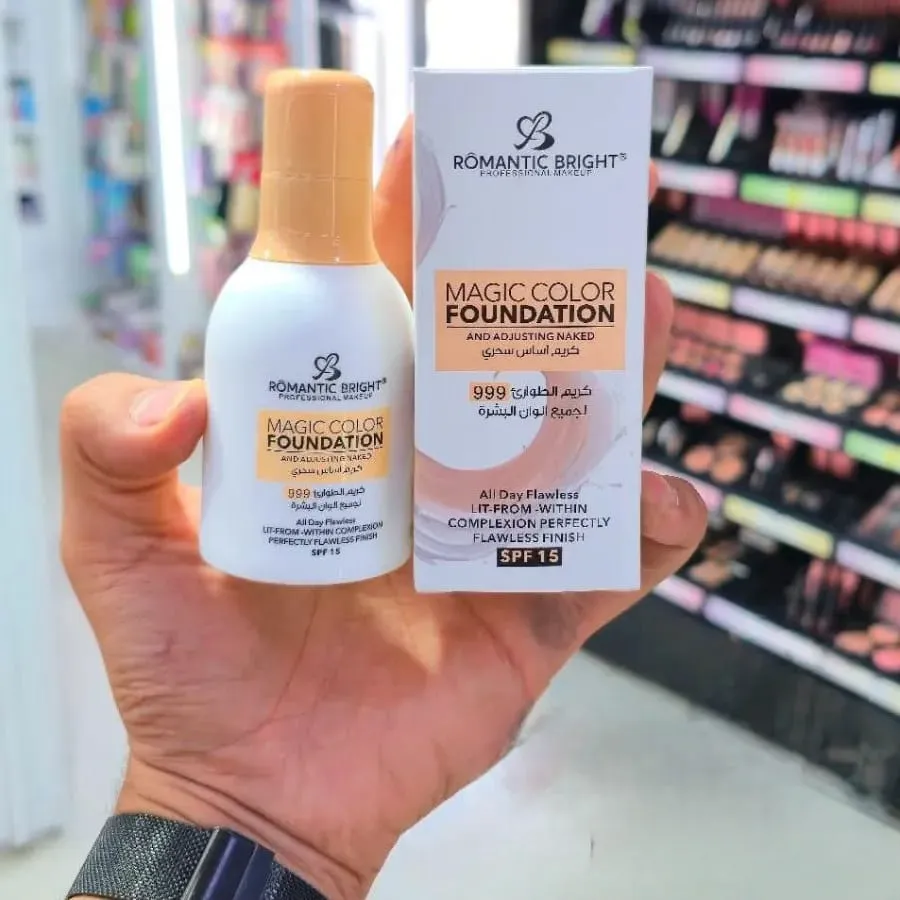 RÔMANTIC BRIGHT®
PROFESSIONAL MAKEUP
MAGIC COLOR
FOUNDATION
AND ADJUSTING NAKED
كريم اساس سحري
999 كريم الطوارئ
لجميع الوان البشرة
All Day Flawless
LIT-FROM-WITHIN COMPLEXION
PERFECTLY FLAWLESS FINISH
SPF 15
RÔMANTIC BRIGHT®
PROFESSIONAL MAKEUP
MAGIC COLOR
FOUNDATION
AND ADJUSTING NAKED
كريم اساس سحري
999 كريم الطوارئ
لجميع الوان البشرة
All Day Flawless
LIT-FROM-WITHIN
COMPLEXION PERFECTLY
FLAWLESS FINISH
SPF 15